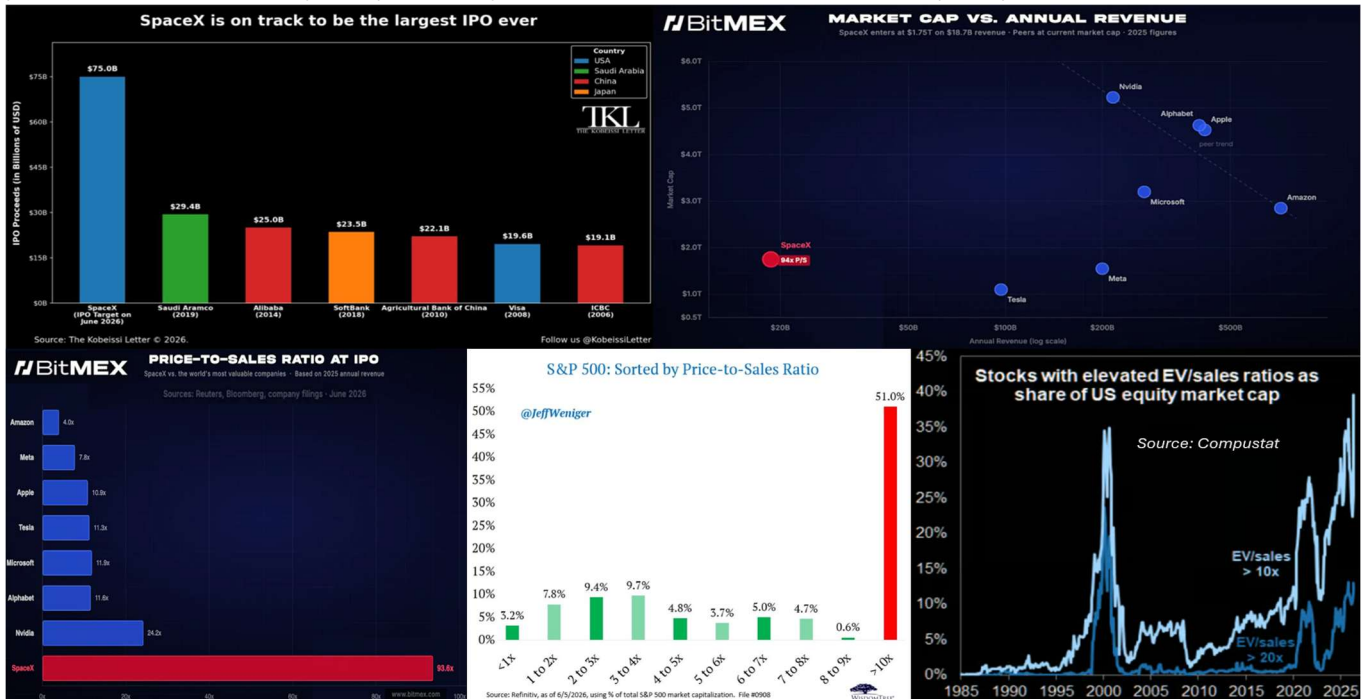 SpaceX is on track to be the largest IPO ever
IPO Proceeds (in Billions of USD)
$75B
$60B
$45B
$30B
$15B
$0B
$75.0B
$29.4B
$25.0B
$23.5B
$22.1B
$19.6B
$19.1B
Country
USA
Saudi Arabia
China
Japan
TKL
THE KOBEISSI LETTER
SpaceX
(IPO Target on
June 2026)
Saudi Aramco
(2019)
Alibaba
(2014)
SoftBank
(2018)
Agricultural Bank of China
(2010)
Visa
(2008)
ICBC
(2006)
Source: The Kobeissi Letter © 2026.
Follow us @KobeissiLetter
BitMEX
MARKET CAP VS. ANNUAL REVENUE
SpaceX enters at $1.75T on $18.7B revenue · Peers at current market cap · 2025 figures
Market Cap
$6.0T
$5.0T
$4.0T
$3.0T
$2.0T
$1.0T
$0.5T
Nvidia
Alphabet
Apple
peer trend
Microsoft
Amazon
SpaceX
94x P/S
Meta
Tesla
$20B
$50B
$100B
$200B
$500B
Annual Revenue (log scale)
BitMEX
PRICE-TO-SALES RATIO AT IPO
SpaceX vs. the world's most valuable companies · Based on 2025 annual revenue
Sources: Reuters, Bloomberg, company filings · June 2026
Amazon 4.0x
Meta 7.8x
Apple 10.9x
Tesla 11.3x
Microsoft 11.9x
Alphabet 11.6x
Nvidia 24.2x
SpaceX 93.6x
www.bitmex.com
0x
20x
40x
60x
80x
100x
S&P 500: Sorted by Price-to-Sales Ratio
@JeffWeniger
55%
50%
45%
40%
35%
30%
25%
20%
15%
10%
5%
0%
3.2%
7.8%
9.4%
9.7%
4.8%
3.7%
5.0%
4.7%
0.6%
51.0%
<1x
1 to 2x
2 to 3x
3 to 4x
4 to 5x
5 to 6x
6 to 7x
7 to 8x
8 to 9x
>10x
Source: Refinitiv, as of 6/5/2026, using % of total S&P 500 market capitalization. File #0908
WISDOMTREE
Stocks with elevated EV/sales ratios as
share of US equity market cap
Source: Compustat
45%
40%
35%
30%
25%
20%
15%
10%
5%
0%
EV/sales
> 10x
EV/sales
> 20x
1985
1990
1995
2000
2005
2010
2015
2020
2025